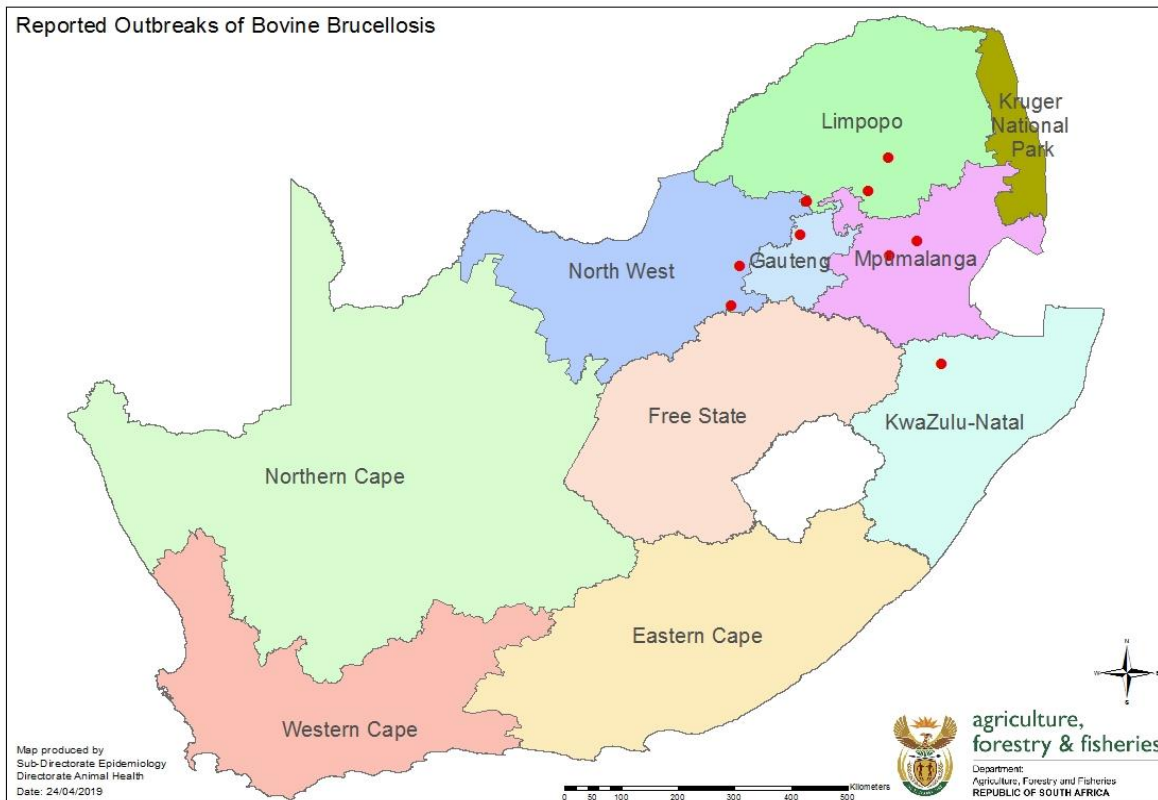 Reported Outbreaks of Bovine Brucellosis
Kruger
National
Park
Limpopo
North West
Gauteng
Mpumalanga
Free State
KwaZulu-Natal
Northern Cape
Eastern Cape
Western Cape
N
W
E
S
Map produced by
Sub-Directorate Epidemiology
Directorate Animal Health
Date: 24/04/2019
Kilometers
0 50 100 200 300 400 500
agriculture,
forestry & fisheries
Department:
Agriculture, Forestry and Fisheries
REPUBLIC OF SOUTH AFRICA